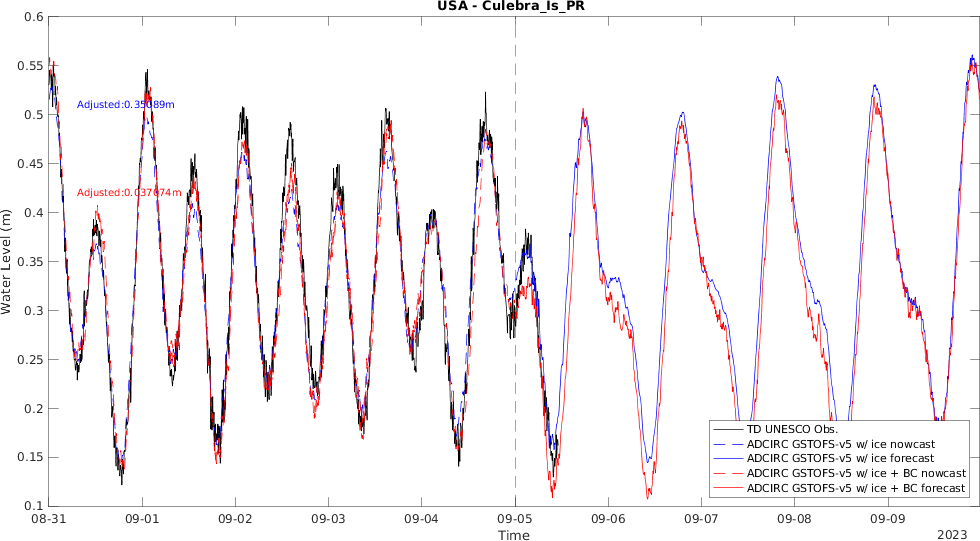 USA - Culebra_Is_PR
0.6
0.55
0.5
0.45
0.4
0.35
0.3
0.25
0.2
0.15
0.1
Water Level (m)
Adjusted:0.35089m
Adjusted:0.037674m
TD UNESCO Obs.
ADCIRC GSTOFS-v5 w/ ice nowcast
ADCIRC GSTOFS-v5 w/ ice forecast
ADCIRC GSTOFS-v5 w/ ice + BC nowcast
ADCIRC GSTOFS-v5 w/ ice + BC forecast
08-31 09-01 09-02 09-03 09-04 09-05 09-06 09-07 09-08 09-09
Time
2023